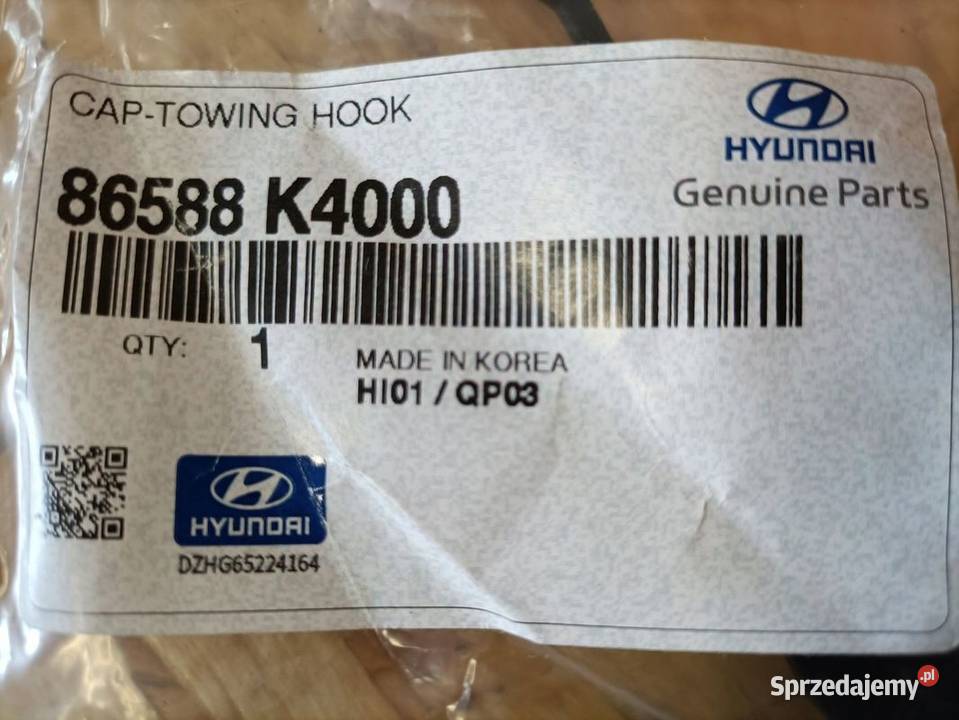 CAP-TOWING HOOK
HYUNDAI
Genuine Parts
86588 K4000
QTY: 1
MADE IN KOREA
HI01 / QP03
HYUNDAI
DZHG65224164
Sprzedajemy.pl